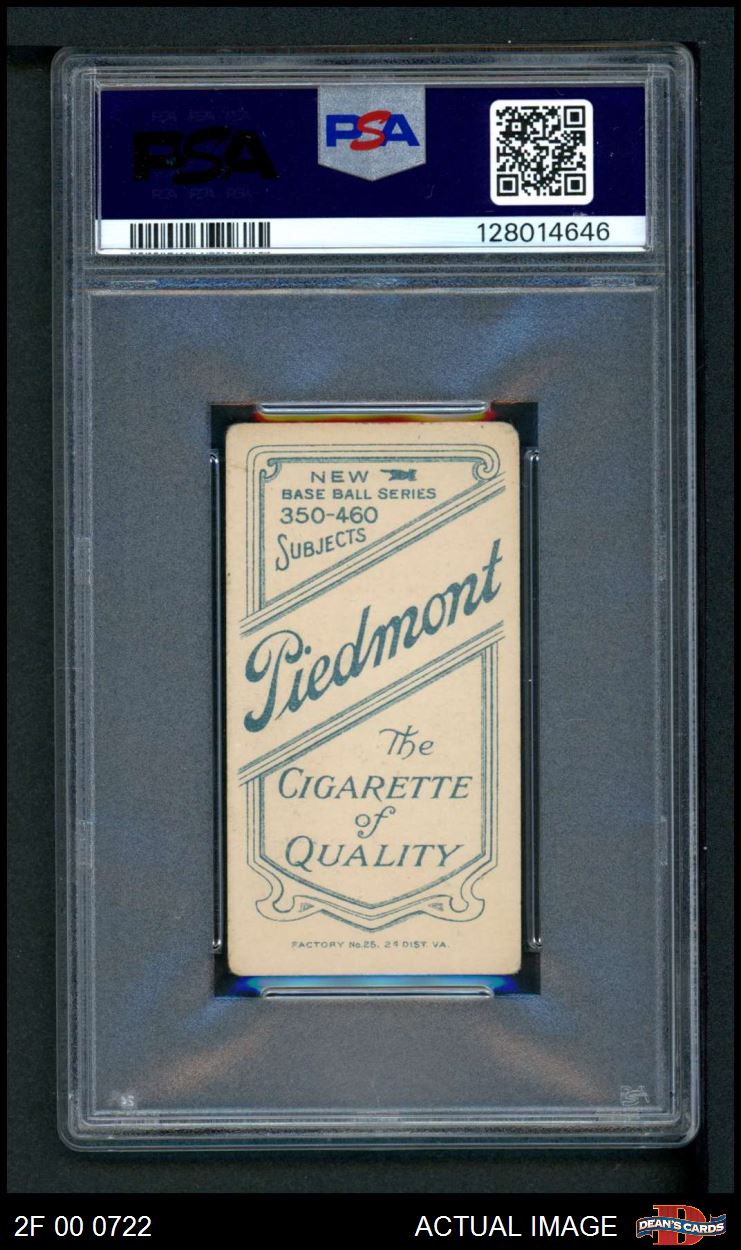 PSA
PSA
128014646
NEW
BASE BALL SERIES
350-460
SUBJECTS
Piedmont
The
CIGARETTE
of
QUALITY
FACTORY No. 25, 2d DIST. VA.
2F 00 0722
ACTUAL IMAGE
DEAN'S CARDS